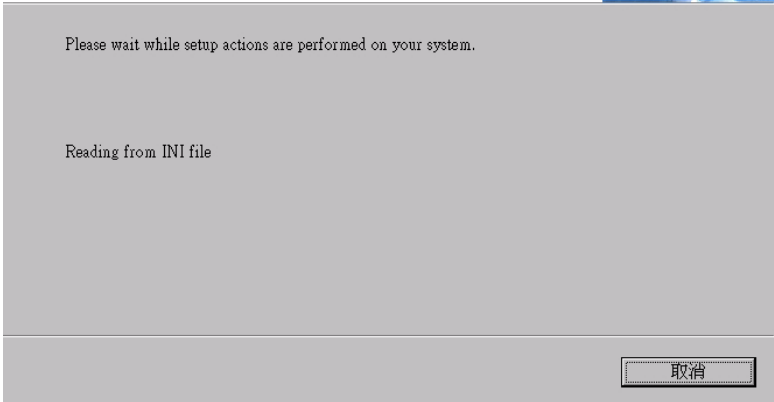 Please wait while setup actions are performed on your system.
Reading from INI file
取消